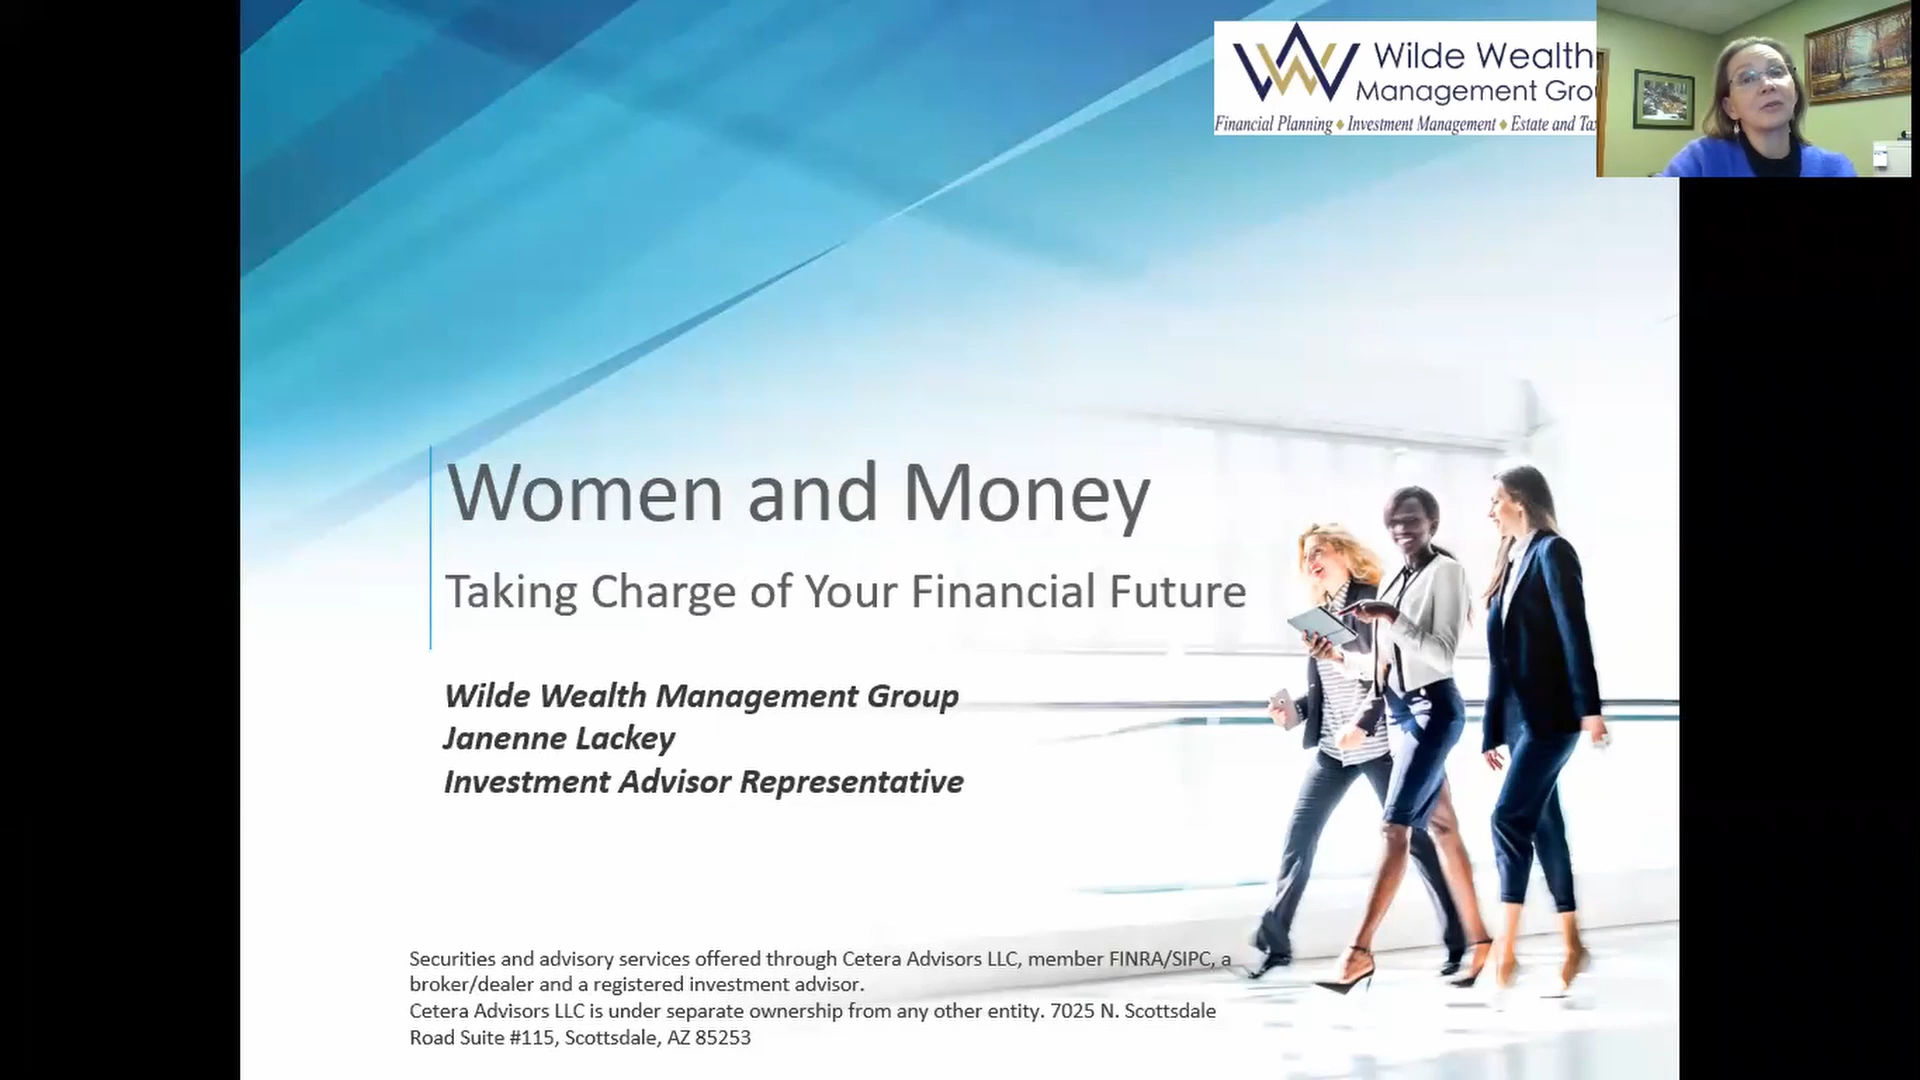 Wilde Wealth
Management Gro
Financial Planning ♦ Investment Management ♦ Estate and Tax
Women and Money
Taking Charge of Your Financial Future
Wilde Wealth Management Group
Janenne Lackey
Investment Advisor Representative
Securities and advisory services offered through Cetera Advisors LLC, member FINRA/SIPC, a
broker/dealer and a registered investment advisor.
Cetera Advisors LLC is under separate ownership from any other entity. 7025 N. Scottsdale
Road Suite #115, Scottsdale, AZ 85253